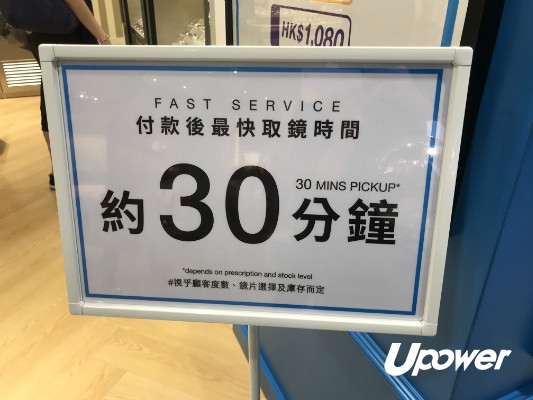 HK$1,080
FAST SERVICE
付款後最快取鏡時間
約30分鐘
30 MINS PICKUP*
*depends on prescription and stock level
#視乎顧客度數、鏡片選擇及庫存而定
Upower